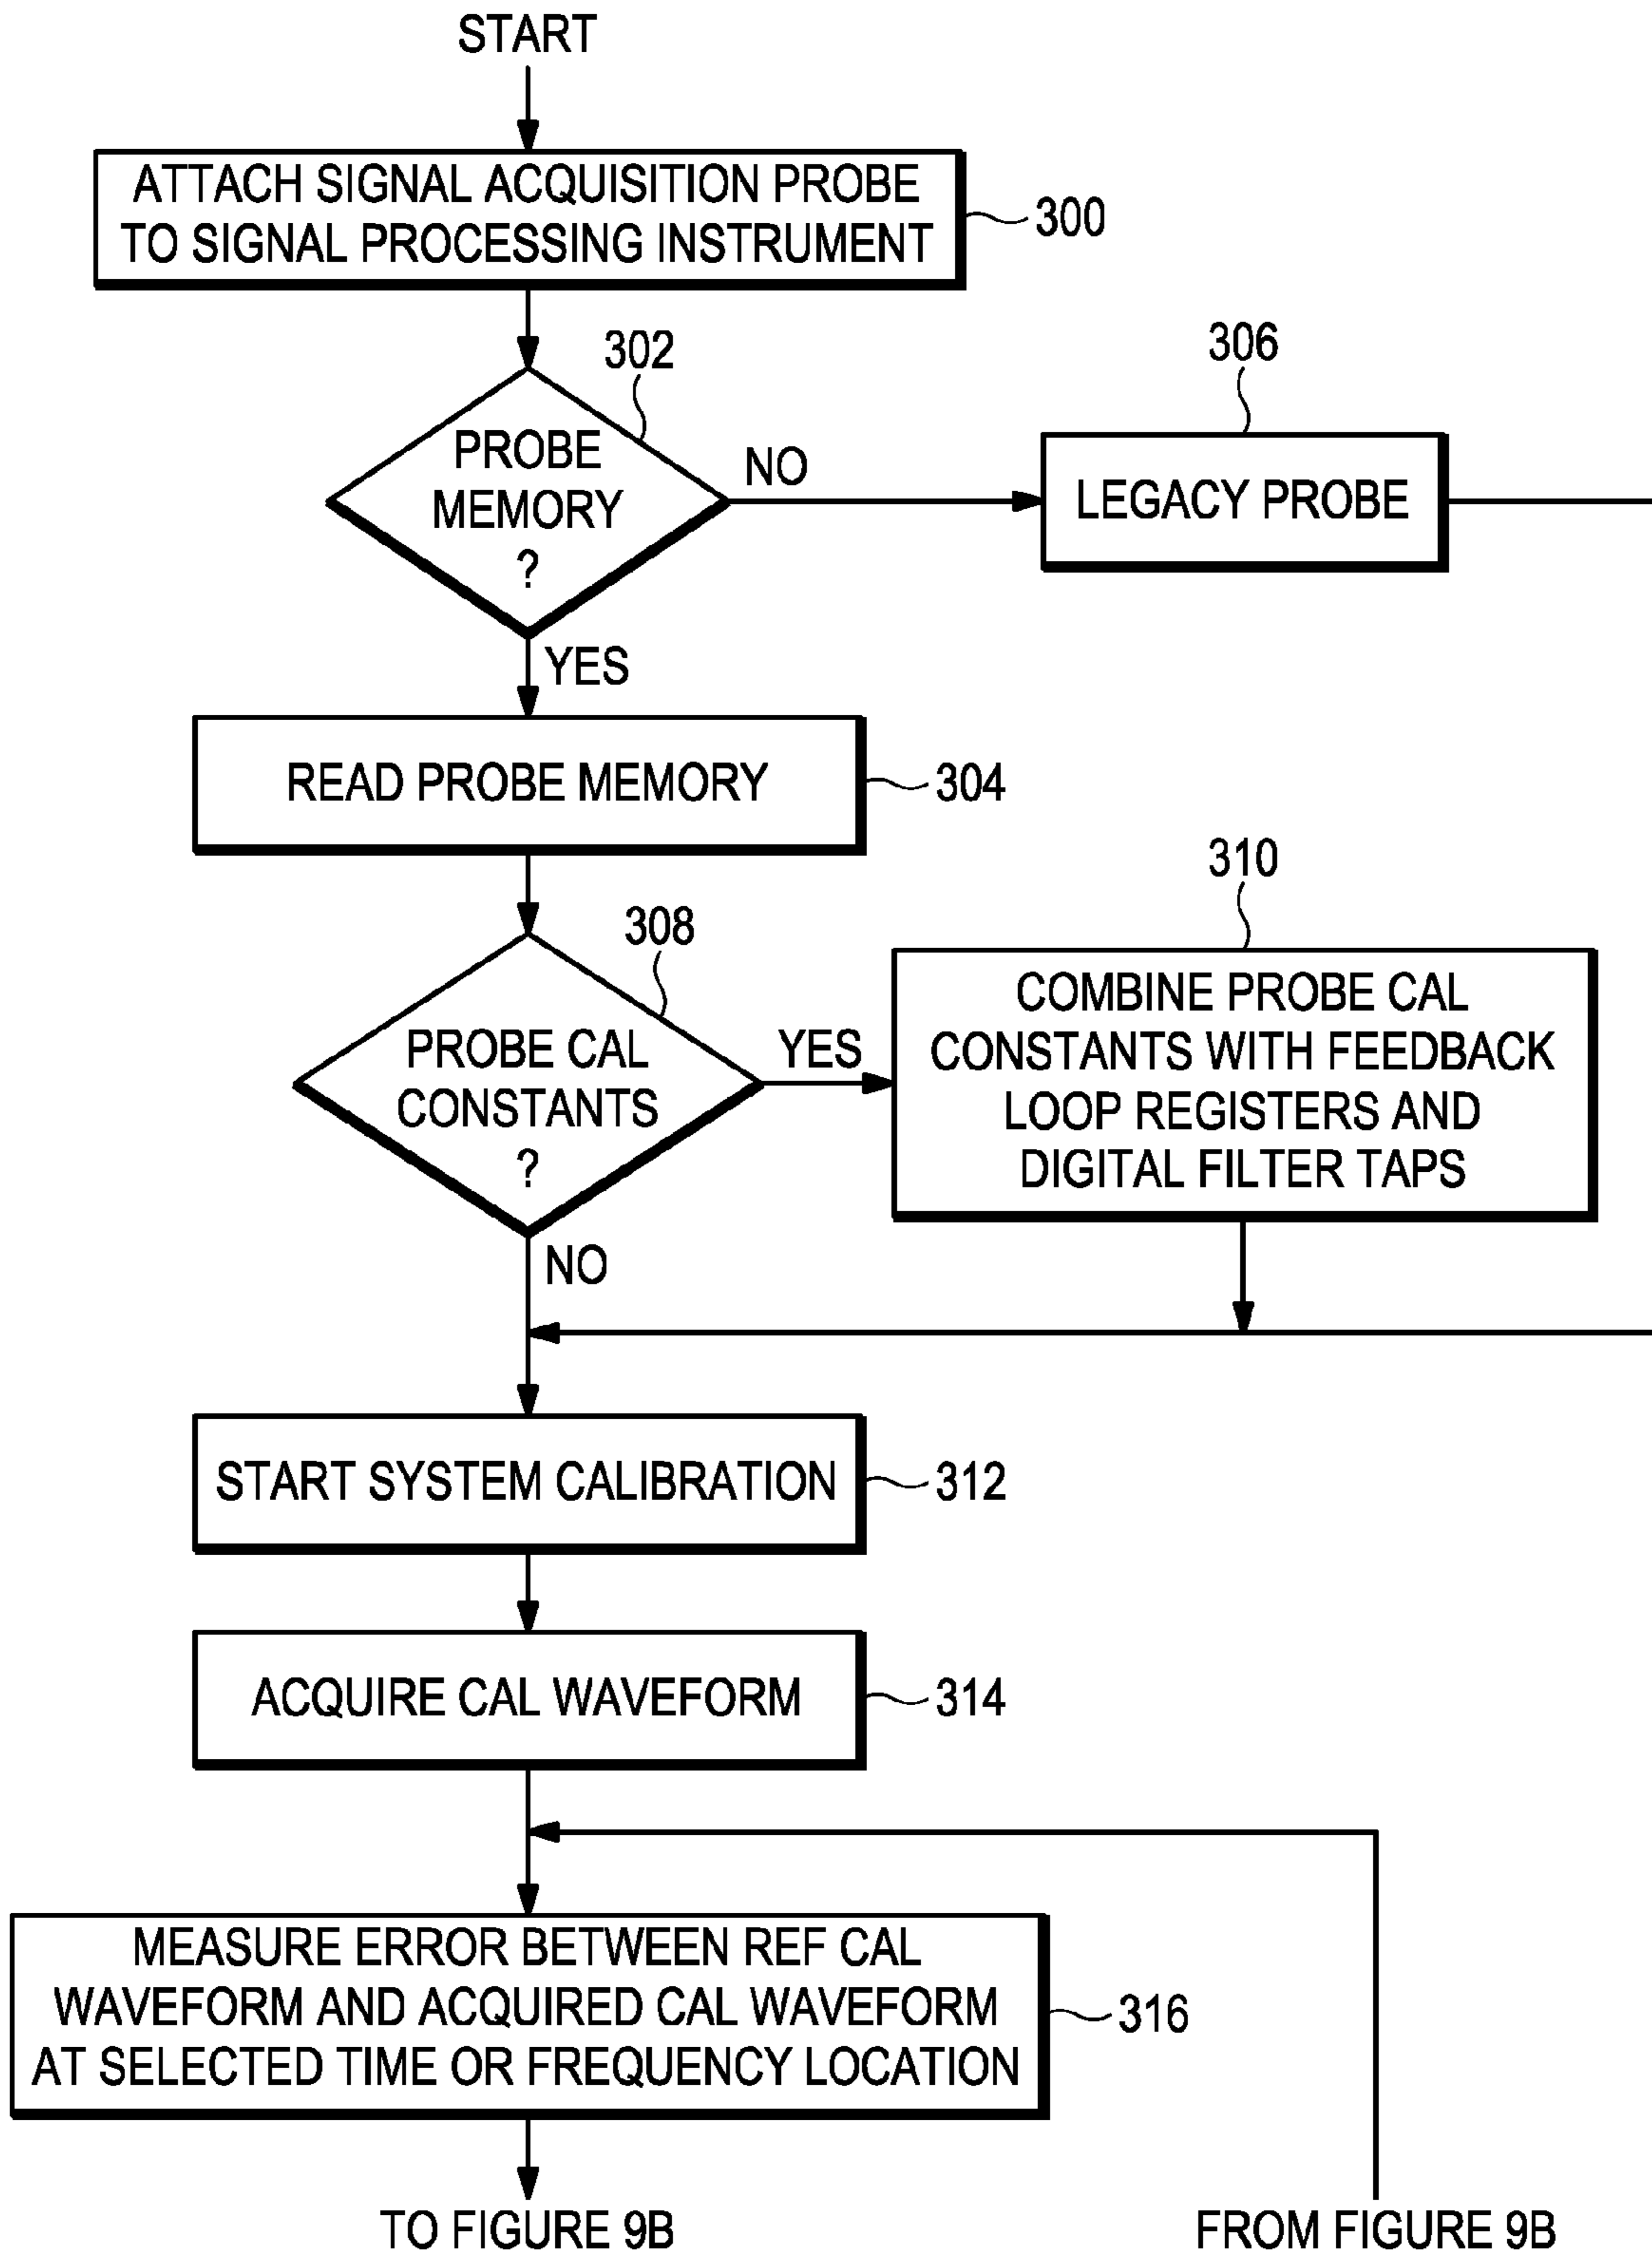 START
ATTACH SIGNAL ACQUISITION PROBE
TO SIGNAL PROCESSING INSTRUMENT
300
302
PROBE
MEMORY
?
NO
306
LEGACY PROBE
YES
READ PROBE MEMORY
304
308
PROBE CAL
CONSTANTS
?
YES
310
COMBINE PROBE CAL
CONSTANTS WITH FEEDBACK
LOOP REGISTERS AND
DIGITAL FILTER TAPS
NO
START SYSTEM CALIBRATION
312
ACQUIRE CAL WAVEFORM
314
MEASURE ERROR BETWEEN REF CAL
WAVEFORM AND ACQUIRED CAL WAVEFORM
AT SELECTED TIME OR FREQUENCY LOCATION
316
TO FIGURE 9B
FROM FIGURE 9B